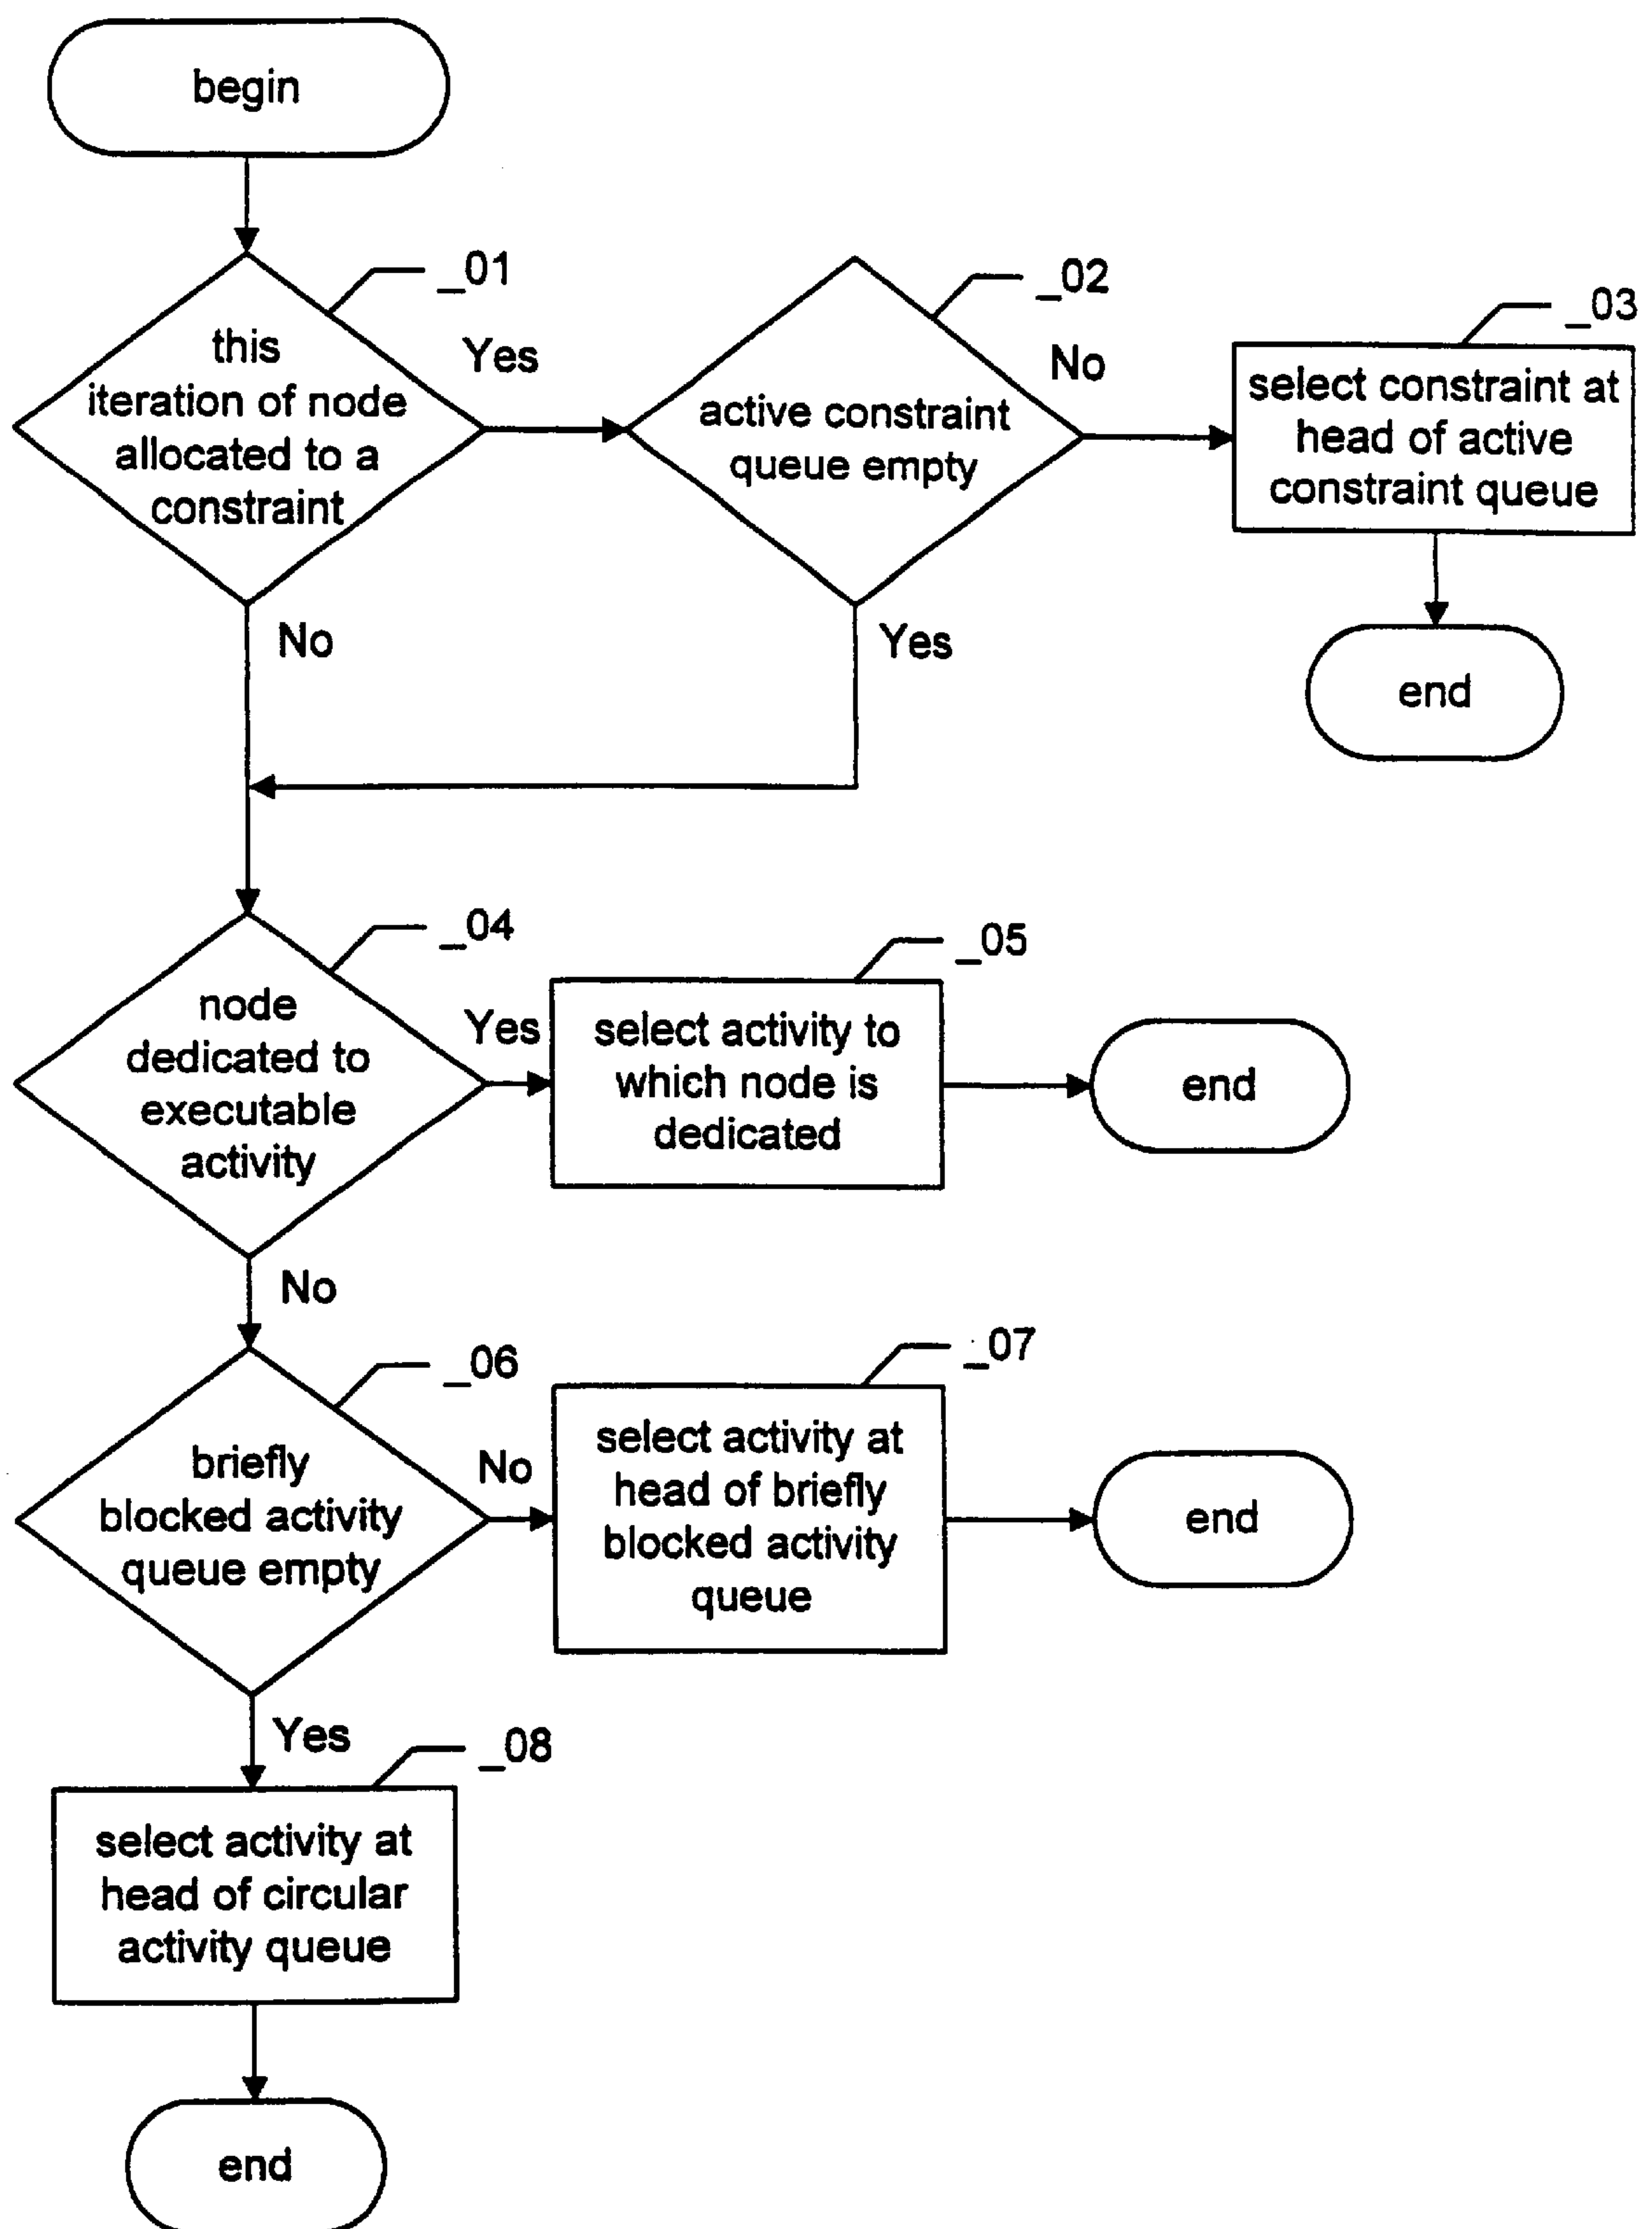 begin
_01
this
iteration of node
allocated to a
constraint
Yes
No
_02
active constraint
queue empty
No
Yes
_03
select constraint at
head of active
constraint queue
end
_04
node
dedicated to
executable
activity
Yes
No
_05
select activity to
which node is
dedicated
end
_06
briefly
blocked activity
queue empty
No
Yes
_07
select activity at
head of briefly
blocked activity
queue
end
_08
select activity at
head of circular
activity queue
end